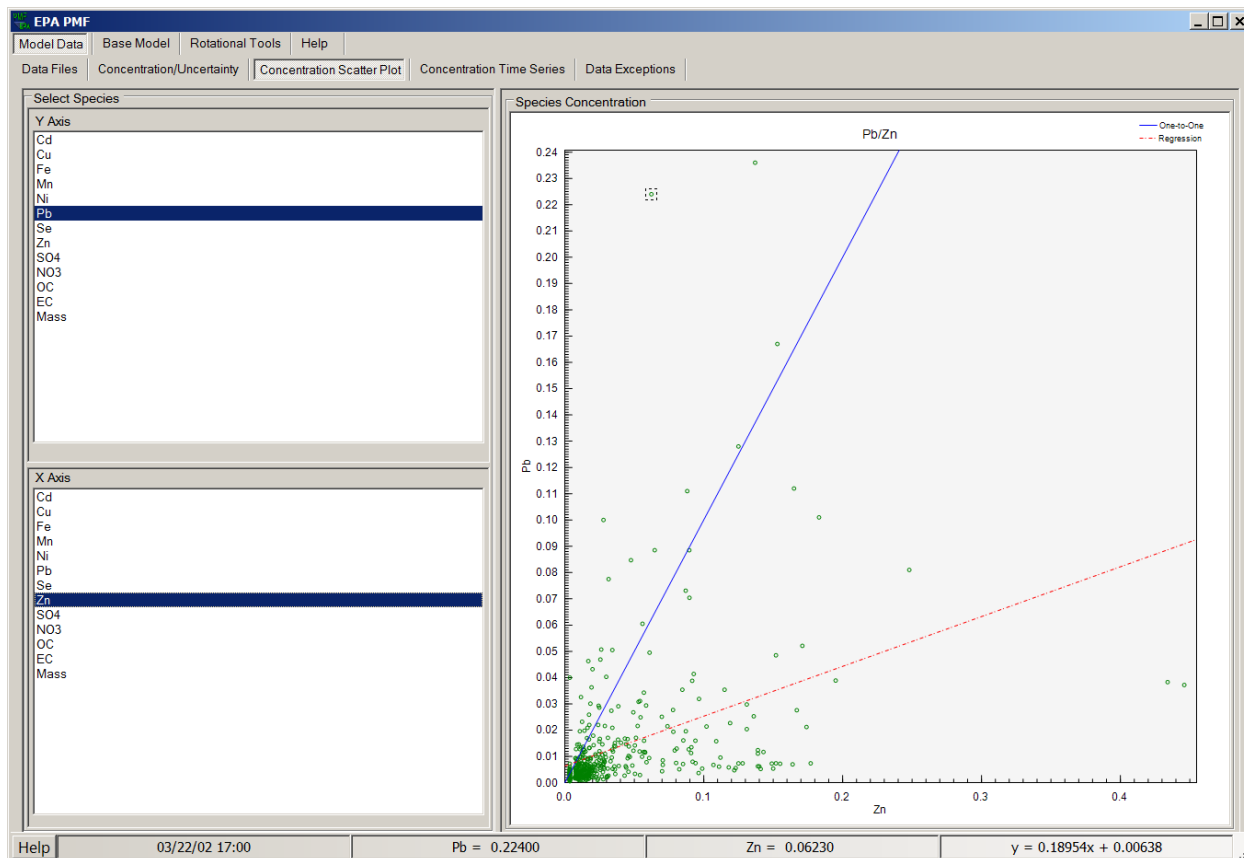 EPA PMF
Model Data Base Model Rotational Tools Help
Data Files Concentration/Uncertainty Concentration Scatter Plot Concentration Time Series Data Exceptions
Select Species
Y Axis
Cd
Cu
Fe
Mn
Ni
Pb
Se
Zn
SO4
NO3
OC
EC
Mass
X Axis
Cd
Cu
Fe
Mn
Ni
Pb
Se
Zn
SO4
NO3
OC
EC
Mass
Species Concentration
Pb/Zn
One-to-One
Regression
0.24
0.23
0.22
0.21
0.20
0.19
0.18
0.17
0.16
0.15
0.14
0.13
0.12
0.11
0.10
0.09
0.08
0.07
0.06
0.05
0.04
0.03
0.02
0.01
0.00
Pb
0.0 0.1 0.2 0.3 0.4
Zn
Help 03/22/02 17:00 Pb = 0.22400 Zn = 0.06230 y = 0.18954x + 0.00638